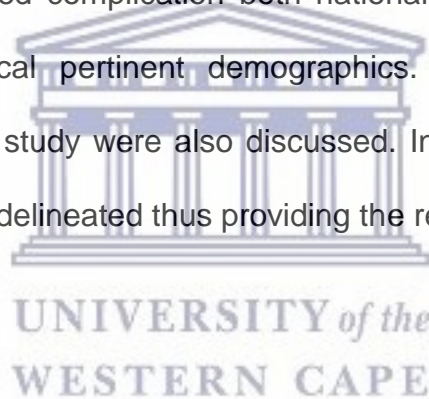 ed complication both national
cal pertinent demographics.
study were also discussed. In
delineated thus providing the re
UNIVERSITY of the
WESTERN CAPE